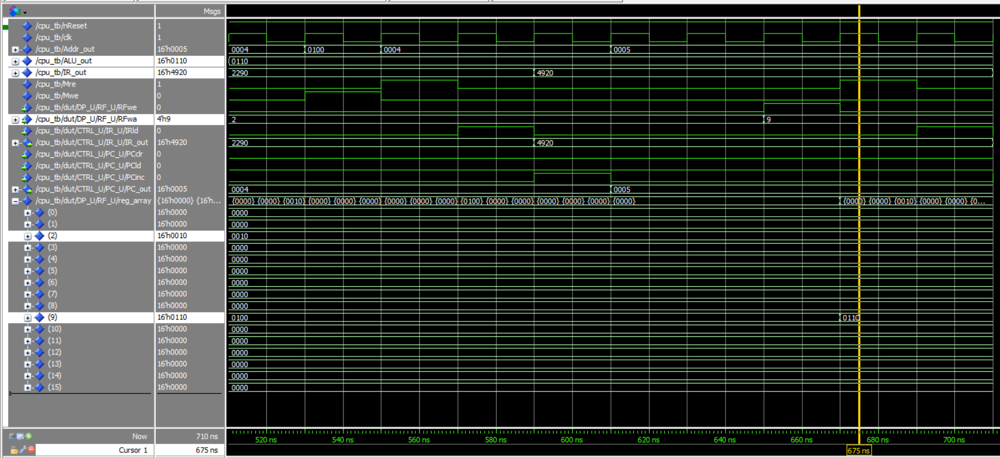 Msgs
/cpu_tb/nReset 1
/cpu_tb/clk 1
/cpu_tb/Addr_out 16'h0005 0004 0100 0004 0005
/cpu_tb/ALU_out 16'h0110 0110
/cpu_tb/IR_out 16'h4920 2290 4920
/cpu_tb/Mre 1
/cpu_tb/Mwe 0
/cpu_tb/dut/DP_U/RF_U/RFwe 0
/cpu_tb/dut/DP_U/RF_U/RFwa 4'h9 2 9
/cpu_tb/dut/CTRL_U/IR_U/IRld 0
/cpu_tb/dut/CTRL_U/IR_U/IR_out 16'h4920 2290 4920
/cpu_tb/dut/CTRL_U/PC_U/PCclr 0
/cpu_tb/dut/CTRL_U/PC_U/PCld 0
/cpu_tb/dut/CTRL_U/PC_U/PCinc 0
/cpu_tb/dut/CTRL_U/PC_U/PC_out 16'h0005 0004 0005
/cpu_tb/dut/DP_U/RF_U/reg_array {16'h0000} {16'h... {0000} {0000} {0010} {0000} {0000} {0000} {0000} {0000} {0000} {0100} {0000} {0000} {0000} {0000} {0000} {0000} {0000} {0000} {0010} {0000} {0000} {0...
(0) 16'h0000 0000
(1) 16'h0000 0000
(2) 16'h0010 0010
(3) 16'h0000 0000
(4) 16'h0000 0000
(5) 16'h0000 0000
(6) 16'h0000 0000
(7) 16'h0000 0000
(8) 16'h0000 0000
(9) 16'h0110 0100 0110
(10) 16'h0000 0000
(11) 16'h0000 0000
(12) 16'h0000 0000
(13) 16'h0000 0000
(14) 16'h0000 0000
(15) 16'h0000 0000
Now 710 ns 520 ns 540 ns 560 ns 580 ns 600 ns 620 ns 640 ns 660 ns 680 ns 700 ns
Cursor 1 675 ns 675 ns